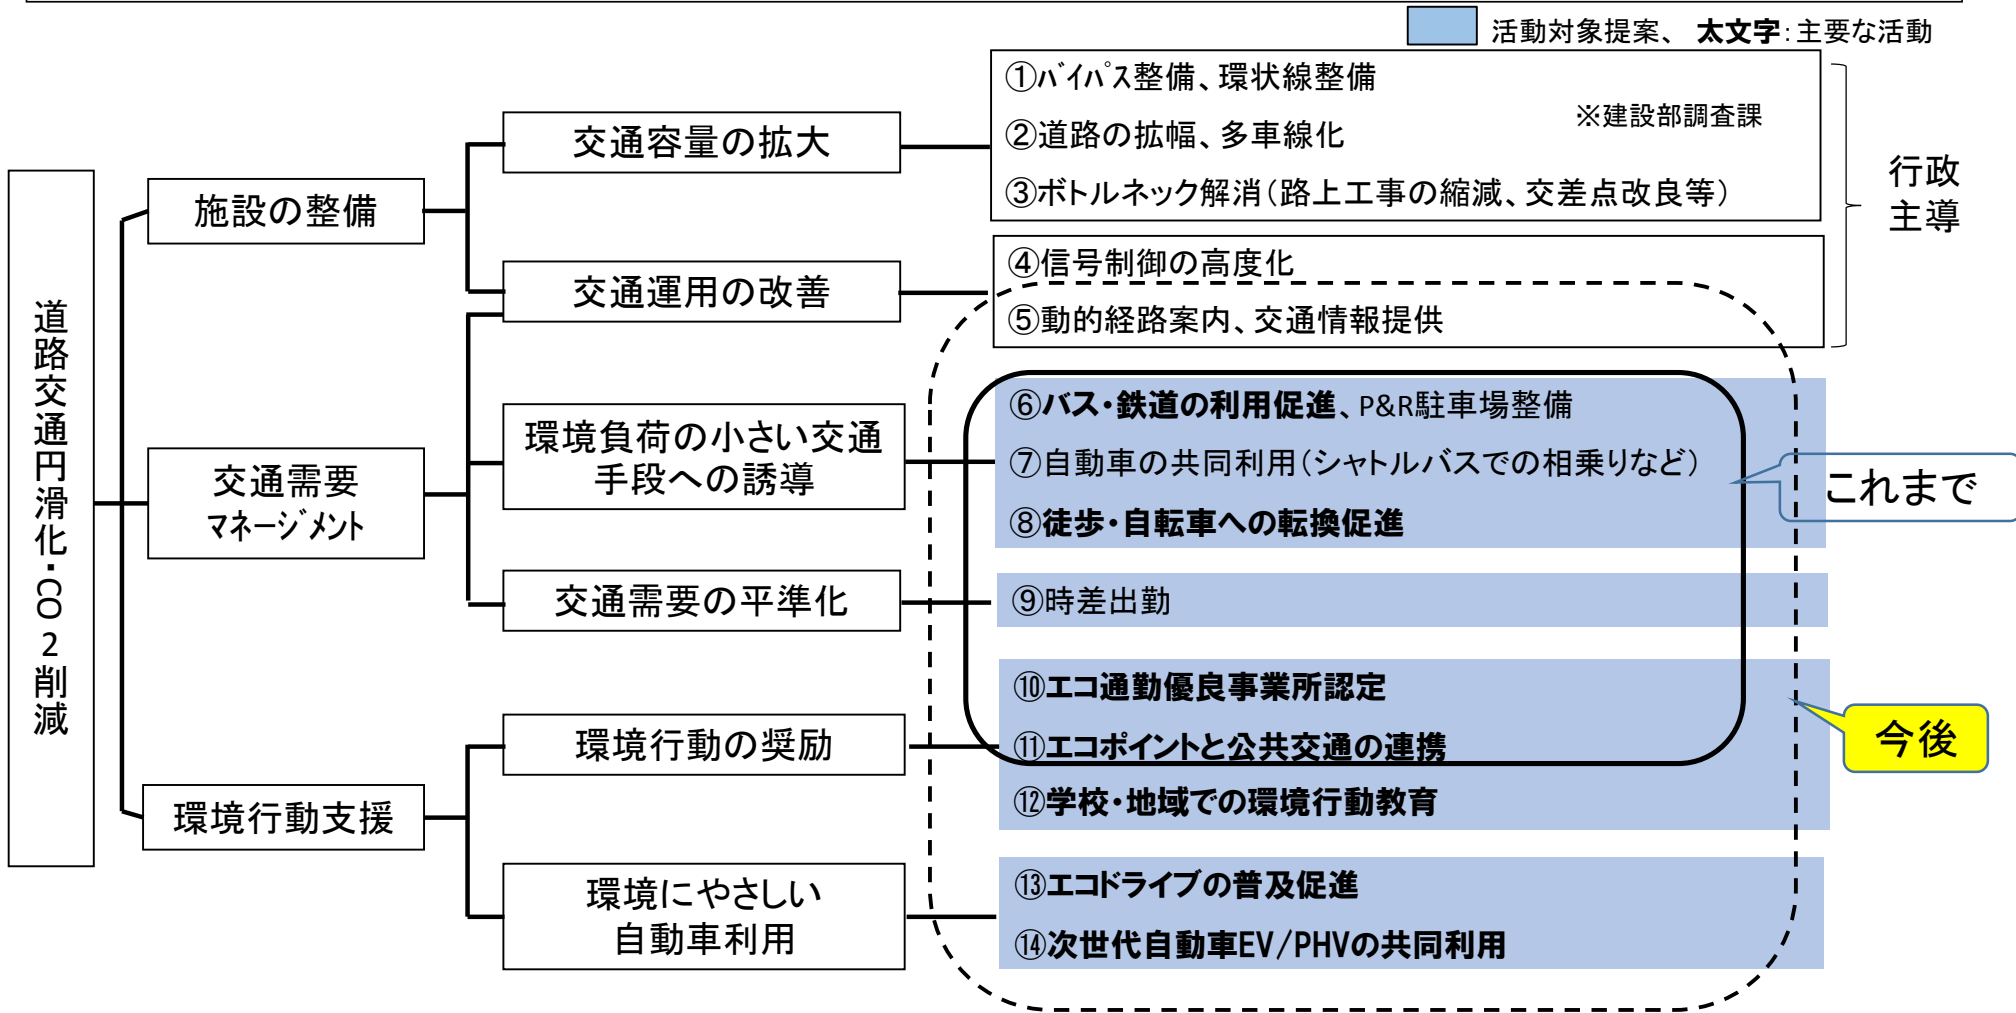 活動対象提案、 太文字:主要な活動
①バイパス整備、環状線整備
※建設部調査課
②道路の拡幅、多車線化
③ボトルネック解消(路上工事の縮減、交差点改良等)
行政
主導
④信号制御の高度化
⑤動的経路案内、交通情報提供
⑥バス・鉄道の利用促進、P&R駐車場整備
⑦自動車の共同利用(シャトルバスでの相乗りなど)
⑧徒歩・自転車への転換促進
これまで
⑨時差出勤
⑩エコ通勤優良事業所認定
⑪エコポイントと公共交通の連携
⑫学校・地域での環境行動教育
今後
⑬エコドライブの普及促進
⑭次世代自動車EV/PHVの共同利用
交通容量の拡大
交通運用の改善
環境負荷の小さい交通
手段への誘導
交通需要の平準化
環境行動の奨励
環境にやさしい
自動車利用
施設の整備
交通需要
マネージメント
環境行動支援
道路交通円滑化・CO2削減